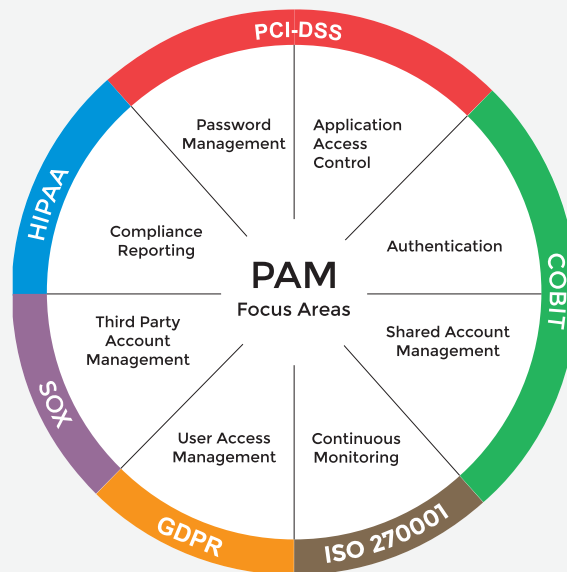 PCI-DSS
Password
Management
Application
Access
Control
HIPAA
Compliance
Reporting
Authentication
PAM
Focus Areas
COBIT
Third Party
Account
Management
Shared Account
Management
SOX
User Access
Management
Continuous
Monitoring
GDPR
ISO 270001